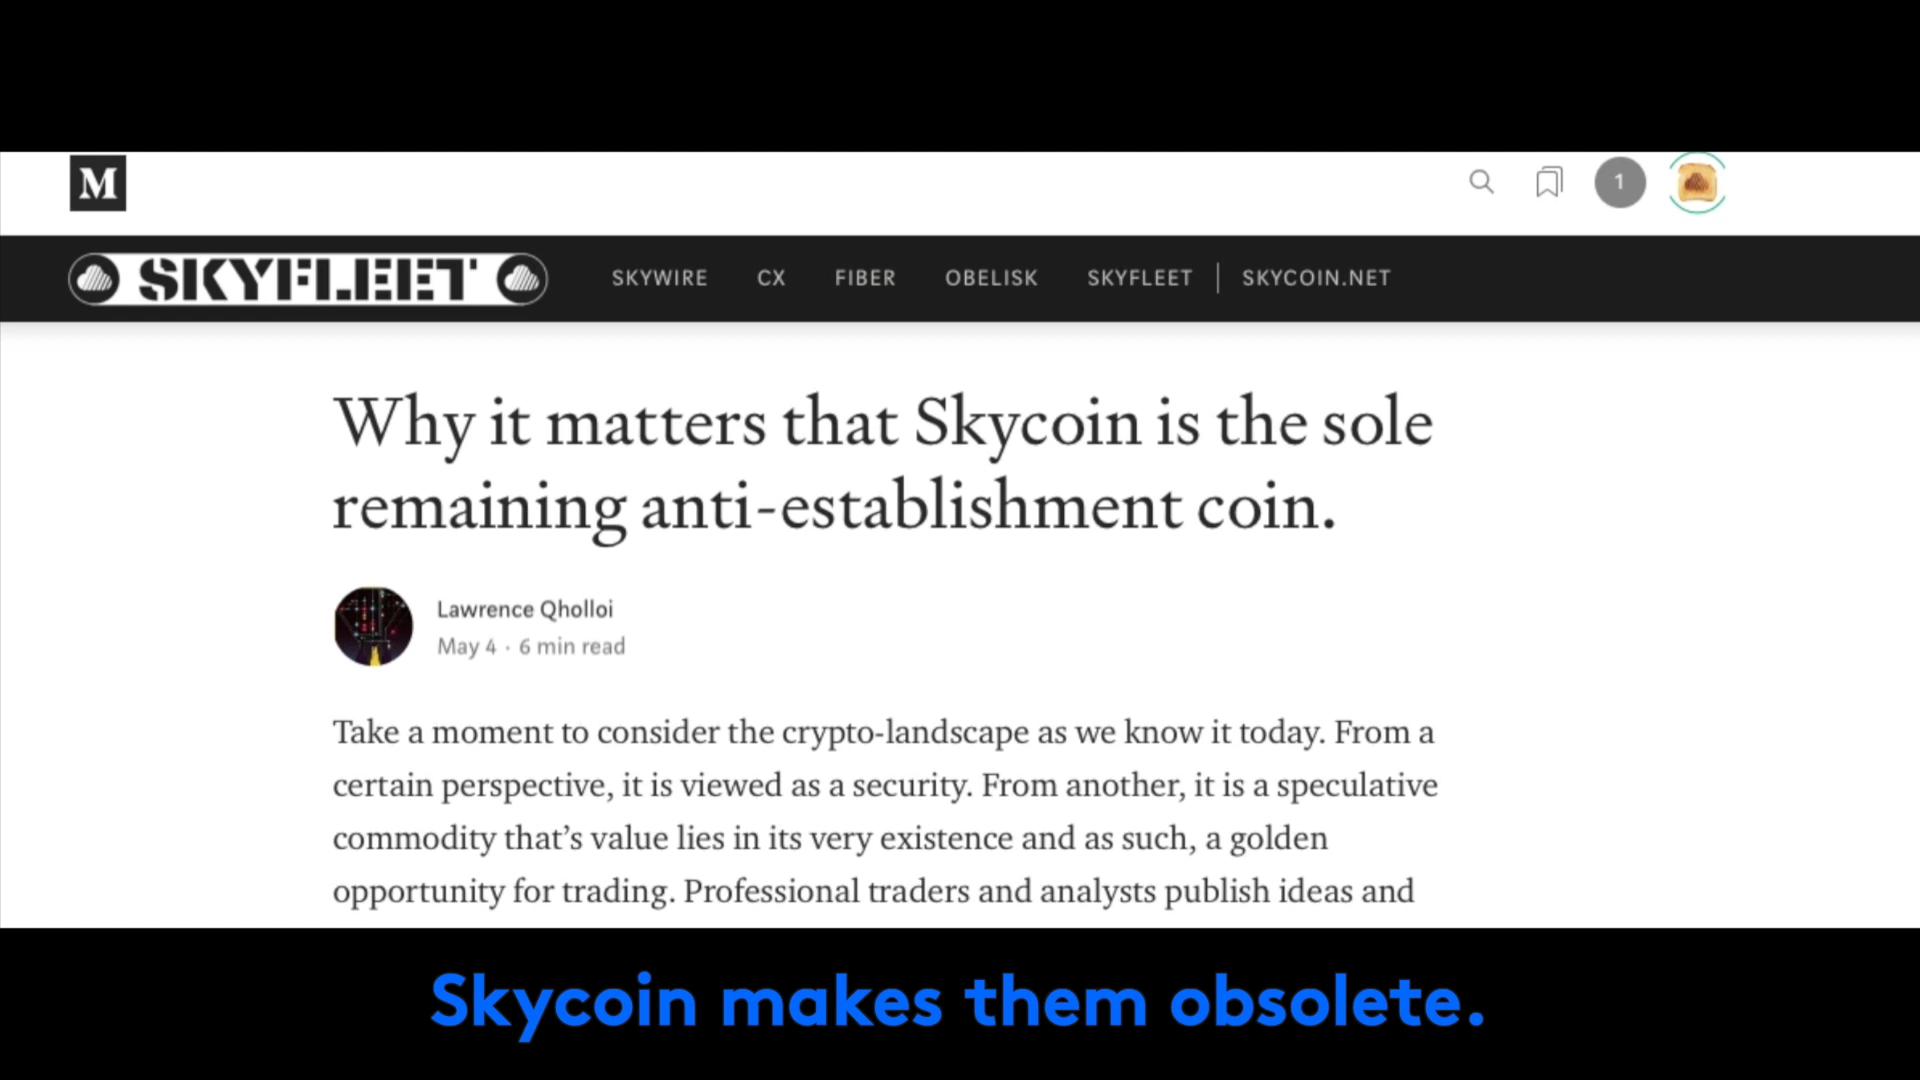 M
1
SKYFLEET
SKYWIRE CX FIBER OBELISK SKYFLEET SKYCOIN.NET
Why it matters that Skycoin is the sole
remaining anti-establishment coin.
Lawrence Qholloi
May 4 · 6 min read
Take a moment to consider the crypto-landscape as we know it today. From a
certain perspective, it is viewed as a security. From another, it is a speculative
commodity that’s value lies in its very existence and as such, a golden
opportunity for trading. Professional traders and analysts publish ideas and
Skycoin makes them obsolete.